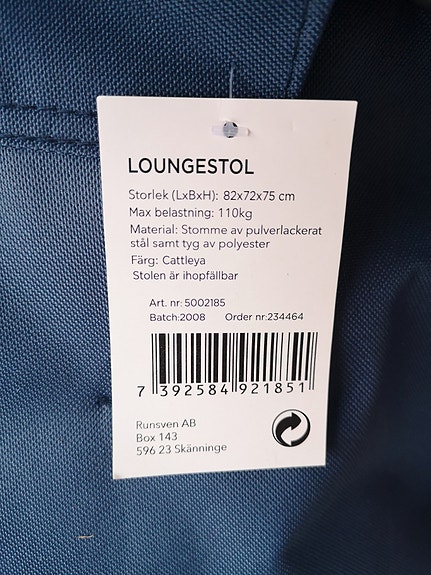 LOUNGESTOL
Storlek (LxBxH): 82x72x75 cm
Max belastning: 110kg
Material: Stomme av pulverlackerat
stål samt tyg av polyester
Färg: Cattleya
Stolen är ihopfällbar
Art. nr: 5002185
Batch:2008 Order nr:234464
7 392584 921851
Runsven AB
Box 143
596 23 Skänninge